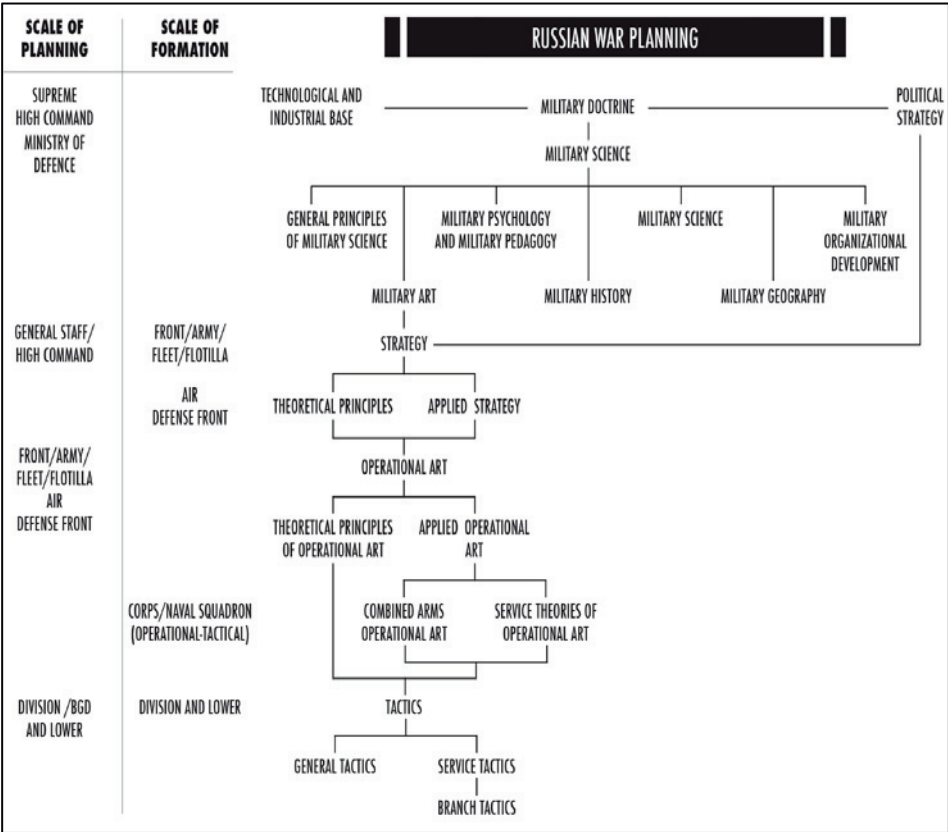 SCALE OF
PLANNING
SCALE OF
FORMATION
RUSSIAN WAR PLANNING
SUPREME
HIGH COMMAND
MINISTRY OF
DEFENCE
TECHNOLOGICAL AND
INDUSTRIAL BASE
MILITARY DOCTRINE
POLITICAL
STRATEGY
MILITARY SCIENCE
GENERAL PRINCIPLES
OF MILITARY SCIENCE
MILITARY PSYCHOLOGY
AND MILITARY PEDAGOGY
MILITARY SCIENCE
MILITARY
ORGANIZATIONAL
DEVELOPMENT
MILITARY ART
MILITARY HISTORY
MILITARY GEOGRAPHY
GENERAL STAFF/
HIGH COMMAND
FRONT/ARMY/
FLEET/FLOTILLA
STRATEGY
AIR
DEFENSE FRONT
THEORETICAL PRINCIPLES
APPLIED STRATEGY
FRONT/ARMY/
FLEET/FLOTILLA
AIR
DEFENSE FRONT
OPERATIONAL ART
THEORETICAL PRINCIPLES
OF OPERATIONAL ART
APPLIED OPERATIONAL
ART
CORPS/NAVAL SQUADRON
(OPERATIONAL-TACTICAL)
COMBINED ARMS
OPERATIONAL ART
SERVICE THEORIES OF
OPERATIONAL ART
DIVISION /BGD
AND LOWER
DIVISION AND LOWER
TACTICS
GENERAL TACTICS
SERVICE TACTICS
BRANCH TACTICS